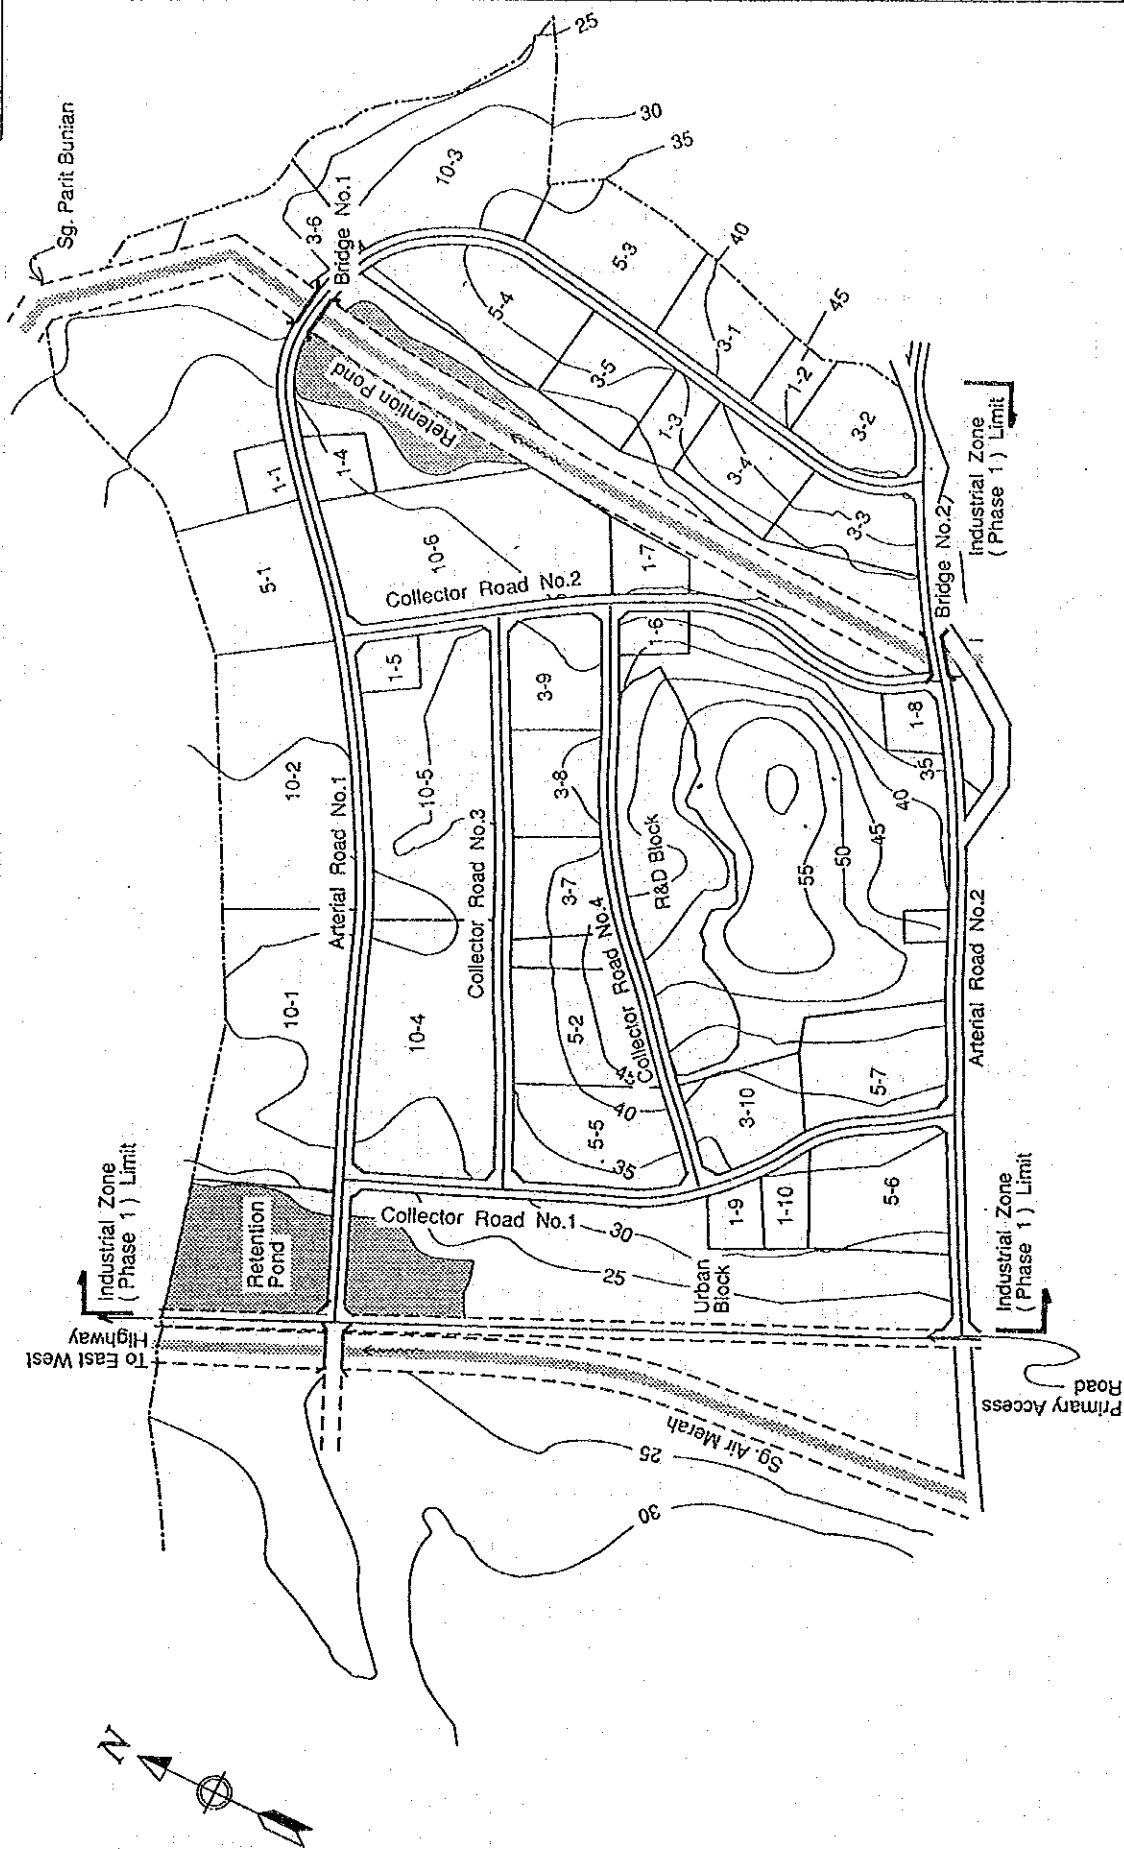 25
Sg. Parit Bunian
30
35
10-3
3-6
Bridge No.1
40
5-3
5-4
45
3-1
3-5
1-2
Retention Pond
1-3
3-2
3-4
3-3
Industrial Zone
( Phase 1 ) Limit
1-1
1-4
Bridge No.2
5-1
10-6
1-7
Collector Road No.2
1-6
1-5
3-9
1-8
35
10-2
10-5
3-8
40
45
50
55
Arterial Road No.1
Collector Road No.3
R&D Block
3-7
Collector Road No.4
Arterial Road No.2
10-1
10-4
5-2
45
40
5-7
3-10
5-5
35
5-6
Industrial Zone
( Phase 1 ) Limit
Retention
Pond
Collector Road No.1
30
1-9
1-10
25
Urban
Block
Industrial Zone
( Phase 1 ) Limit
To East West
Highway
Primary Access
Road
Sg. Air Merah
25
30
N